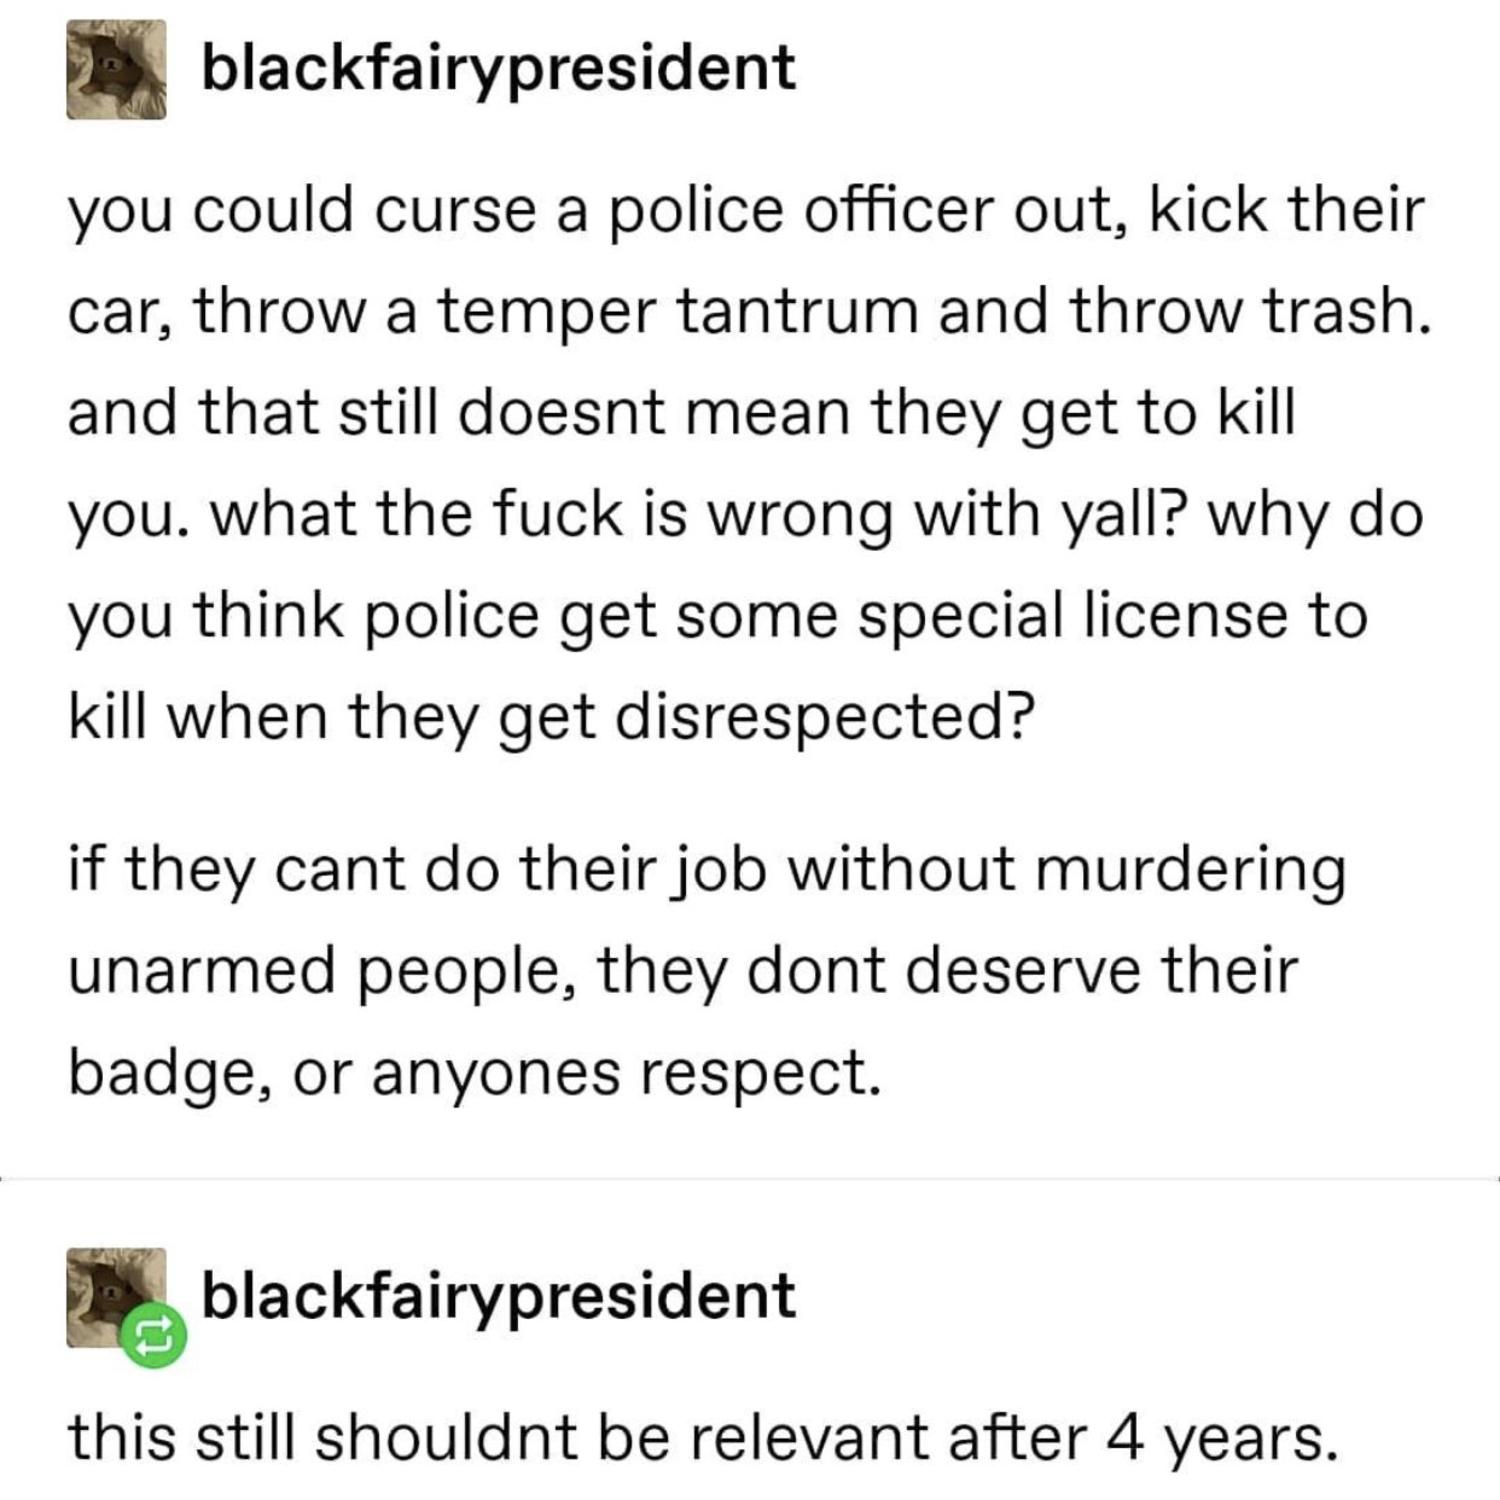 blackfairypresident
you could curse a police officer out, kick their
car, throw a temper tantrum and throw trash.
and that still doesnt mean they get to kill
you. what the fuck is wrong with yall? why do
you think police get some special license to
kill when they get disrespected?
if they cant do their job without murdering
unarmed people, they dont deserve their
badge, or anyones respect.
blackfairypresident
this still shouldnt be relevant after 4 years.